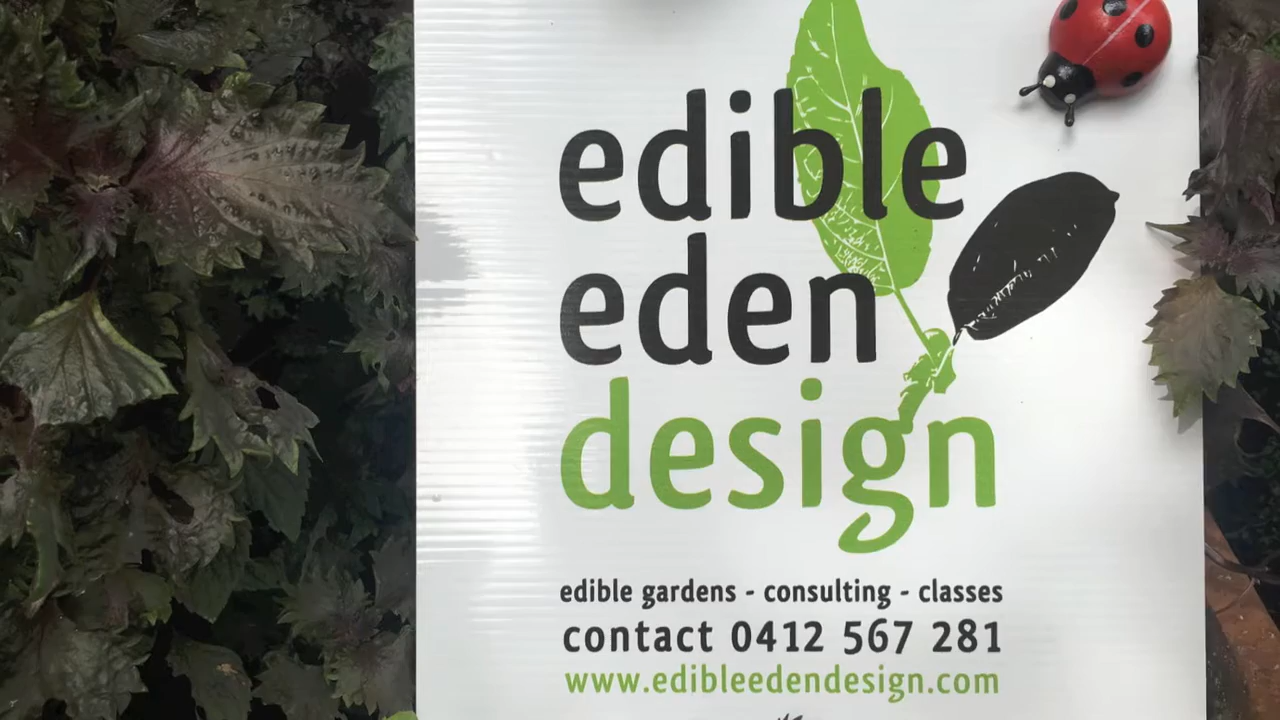 edible
eden
design
edible gardens - consulting - classes
contact 0412 567 281
www.edibleedendesign.com